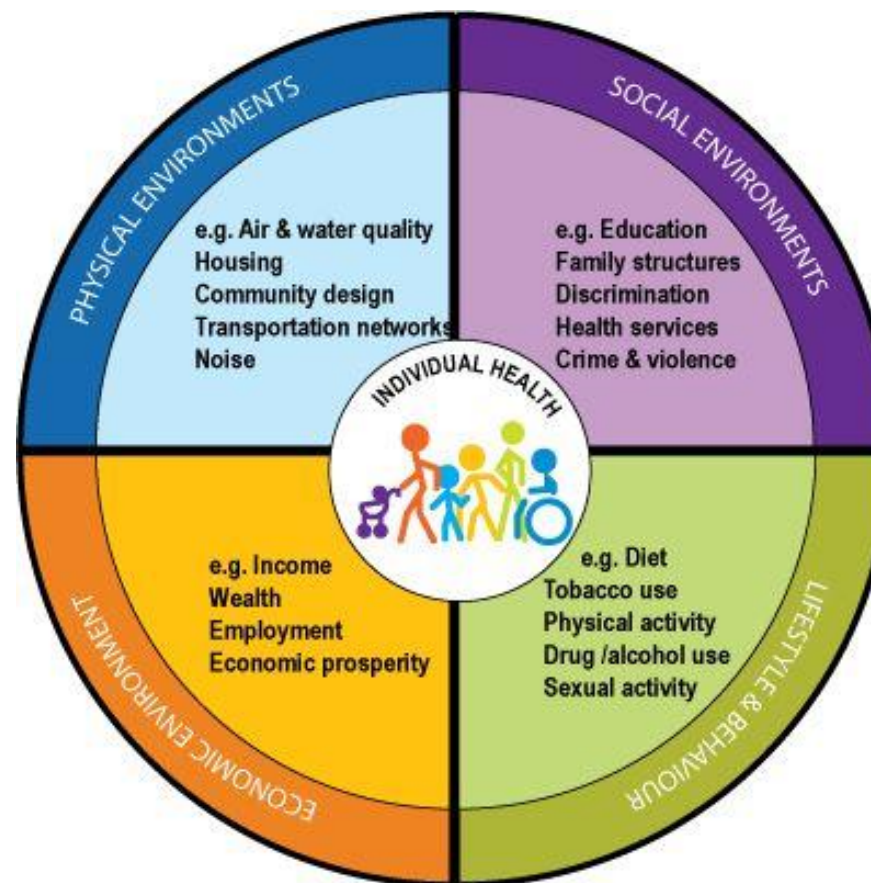 PHYSICAL ENVIRONMENTS
e.g. Air & water quality
Housing
Community design
Transportation networks
Noise
SOCIAL ENVIRONMENTS
e.g. Education
Family structures
Discrimination
Health services
Crime & violence
INDIVIDUAL HEALTH
ECONOMIC ENVIRONMENT
e.g. Income
Wealth
Employment
Economic prosperity
LIFESTYLE & BEHAVIOUR
e.g. Diet
Tobacco use
Physical activity
Drug /alcohol use
Sexual activity